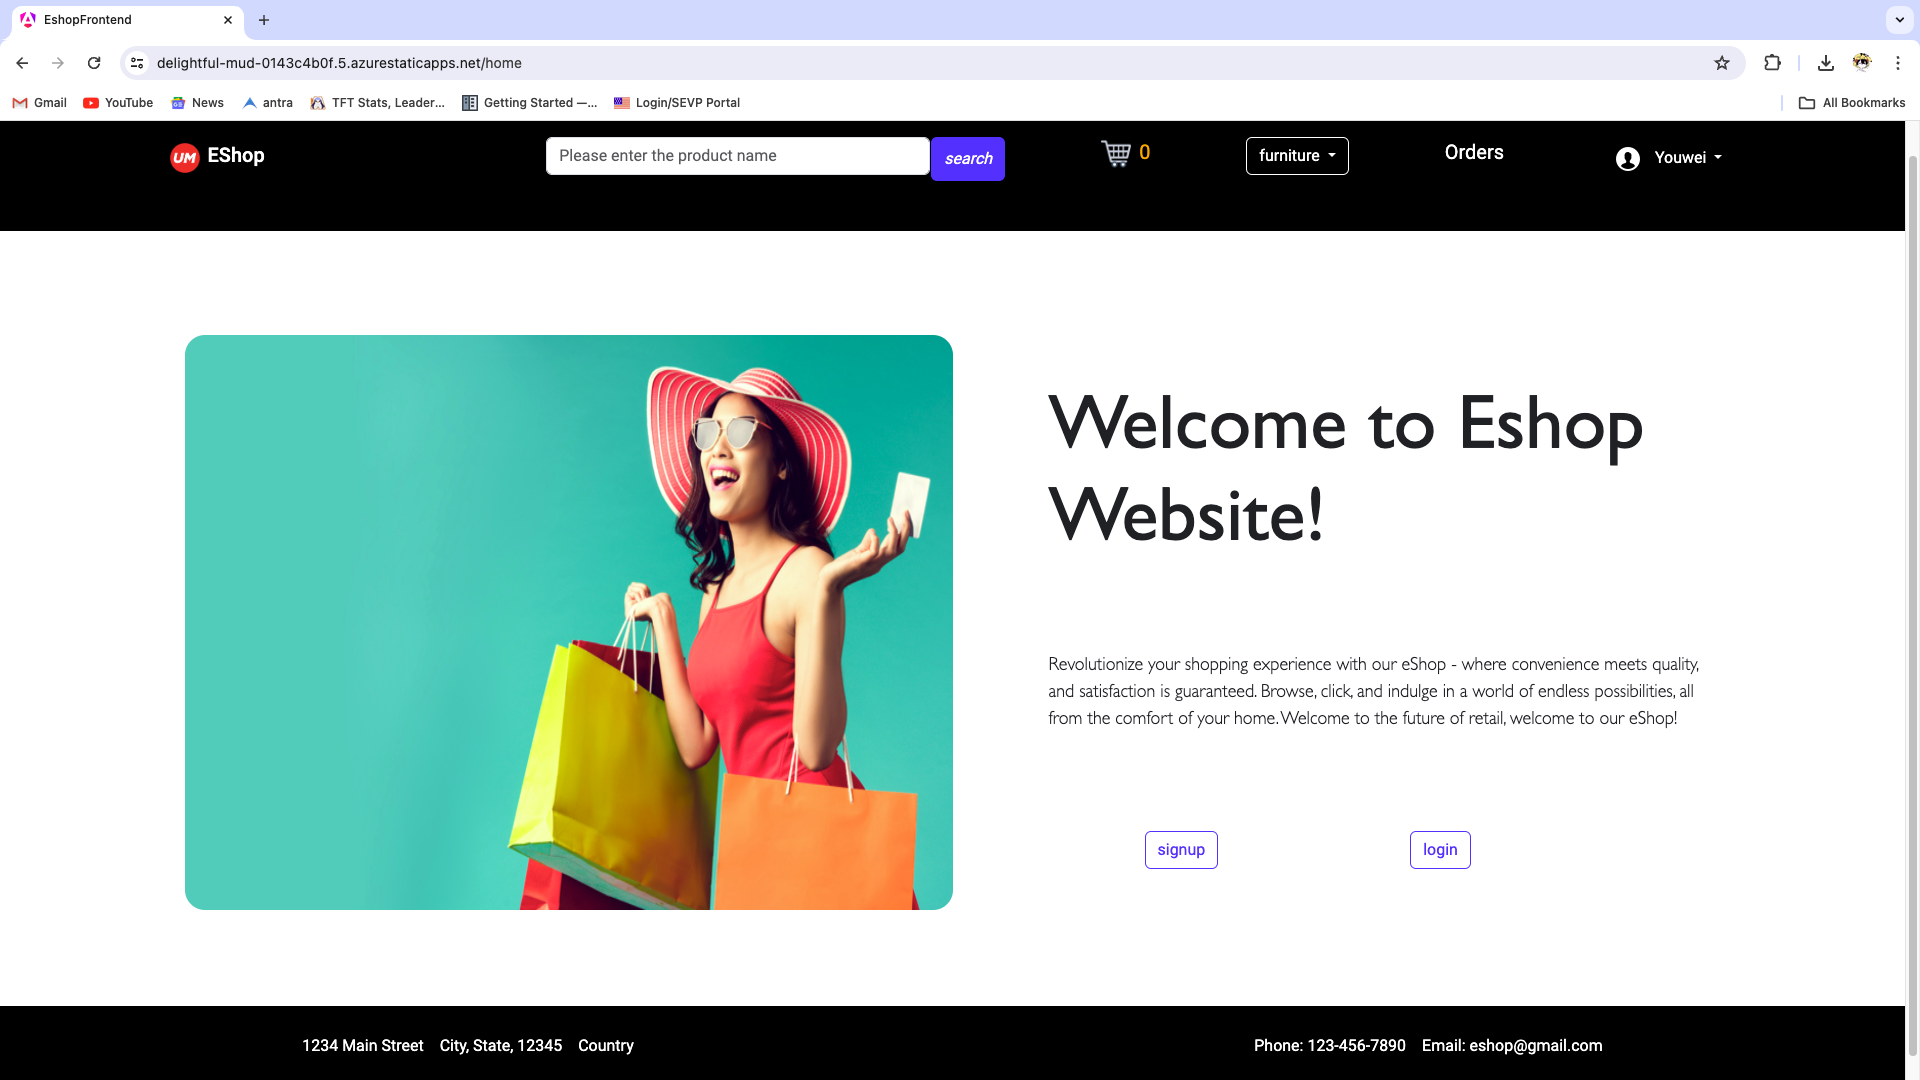 EshopFrontend
delightful-mud-0143c4b0f.5.azurestaticapps.net/home
Gmail YouTube News antra TFT Stats, Leader... Getting Started —... Login/SEVP Portal All Bookmarks
UM EShop Please enter the product name search 0 furniture Orders Youwei
Welcome to Eshop
Website!
Revolutionize your shopping experience with our eShop - where convenience meets quality,
and satisfaction is guaranteed. Browse, click, and indulge in a world of endless possibilities, all
from the comfort of your home. Welcome to the future of retail, welcome to our eShop!
signup login
1234 Main Street City, State, 12345 Country Phone: 123-456-7890 Email: eshop@gmail.com